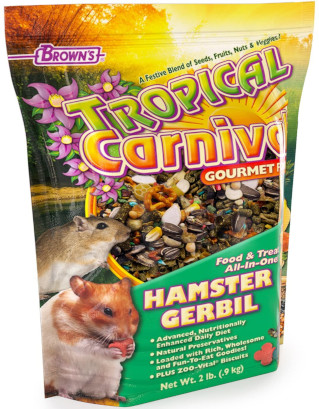 BROWN'S
A Festive Blend of Seeds, Fruits, Nuts & Veggies!
TROPICAL
Carniva
GOURMET
Food & Trea
All-In-One
HAMSTER
GERBIL
• Advanced, Nutritionally
Enhanced Daily Diet
• Natural Preservatives
• Loaded with Rich, Wholesome
and Fun-To-Eat Goodies!
• PLUS ZOO-Vital® Biscuits
Net Wt. 2 lb. (.9 kg)